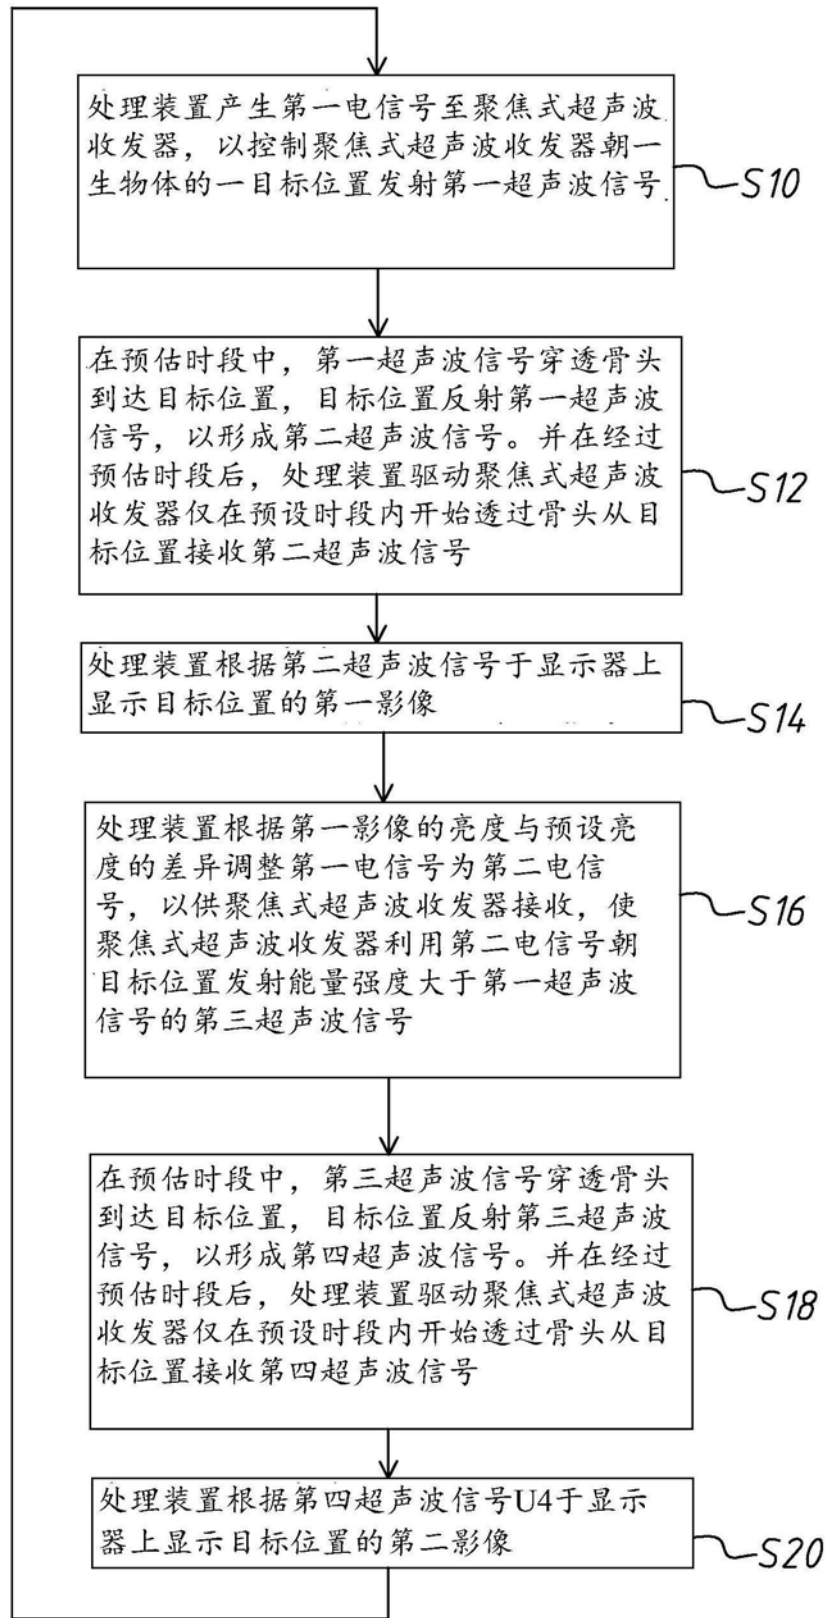 处理装置产生第一电信号至聚焦式超声波
收发器，以控制聚焦式超声波收发器朝一
生物体的一目标位置发射第一超声波信号
S10
在预估时段中，第一超声波信号穿透骨头
到达目标位置，目标位置反射第一超声波
信号，以形成第二超声波信号。并在经过
预估时段后，处理装置驱动聚焦式超声波
收发器仅在预设时段内开始透过骨头从目
标位置接收第二超声波信号
S12
处理装置根据第二超声波信号于显示器上
显示目标位置的第一影像
S14
处理装置根据第一影像的亮度与预设亮
度的差异调整第一电信号为第二电信
号，以供聚焦式超声波收发器接收，使
聚焦式超声波收发器利用第二电信号朝
目标位置发射能量强度大于第一超声波
信号的第三超声波信号
S16
在预估时段中，第三超声波信号穿透骨头
到达目标位置，目标位置反射第三超声波
信号，以形成第四超声波信号。并在经过
预估时段后，处理装置驱动聚焦式超声波
收发器仅在预设时段内开始透过骨头从目
标位置接收第四超声波信号
S18
处理装置根据第四超声波信号U4于显示
器上显示目标位置的第二影像
S20